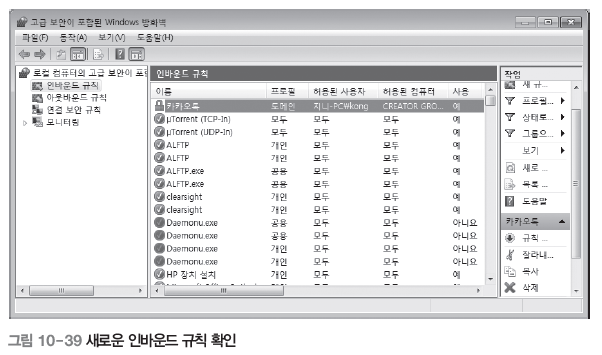 고급 보안이 포함된 Windows 방화벽
파일(F) 동작(A) 보기(V) 도움말(H)
로컬 컴퓨터의 고급 보안이 포
인바운드 규칙
아웃바운드 규칙
연결 보안 규칙
모니터링
인바운드 규칙
이름 프로필 허용된 사용자 허용된 컴퓨터 사용
카카오톡 도메인 지니-PC\kong CREATOR GRO... 예
μTorrent (TCP-In) 모두 모두 모두 예
μTorrent (UDP-In) 모두 모두 모두 예
ALFTP 개인 모두 모두 예
ALFTP 개인 모두 모두 예
ALFTP.exe 공용 모두 모두 예
ALFTP.exe 공용 모두 모두 예
clearsight 개인 모두 모두 예
clearsight 개인 모두 모두 예
Daemonu.exe 공용 모두 모두 아니요
Daemonu.exe 공용 모두 모두 아니요
Daemonu.exe 개인 모두 모두 아니요
Daemonu.exe 개인 모두 모두 아니요
HP 장치 설치 개인 모두 모두 예
작업
새 규...
프로필...
상태로...
그룹으...
보기
새로 ...
목록 ...
도움말
카카오톡
규칙 ...
잘라내...
복사
삭제
그림 10-39 새로운 인바운드 규칙 확인